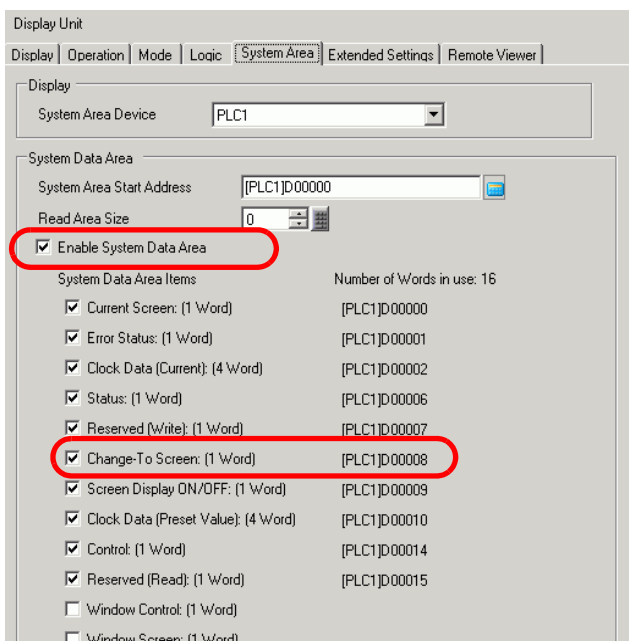 Display Unit
Display Operation Mode Logic System Area Extended Settings Remote Viewer
Display
System Area Device PLC1
System Data Area
System Area Start Address [PLC1]D00000
Read Area Size 0
Enable System Data Area
System Data Area Items Number of Words in use: 16
Current Screen: (1 Word) [PLC1]D00000
Error Status: (1 Word) [PLC1]D00001
Clock Data (Current): (4 Word) [PLC1]D00002
Status: (1 Word) [PLC1]D00006
Reserved (Write): (1 Word) [PLC1]D00007
Change-To Screen: (1 Word) [PLC1]D00008
Screen Display ON/OFF: (1 Word) [PLC1]D00009
Clock Data (Preset Value): (4 Word) [PLC1]D00010
Control: (1 Word) [PLC1]D00014
Reserved (Read): (1 Word) [PLC1]D00015
Window Control: (1 Word)
Window Screen: (1 Word)